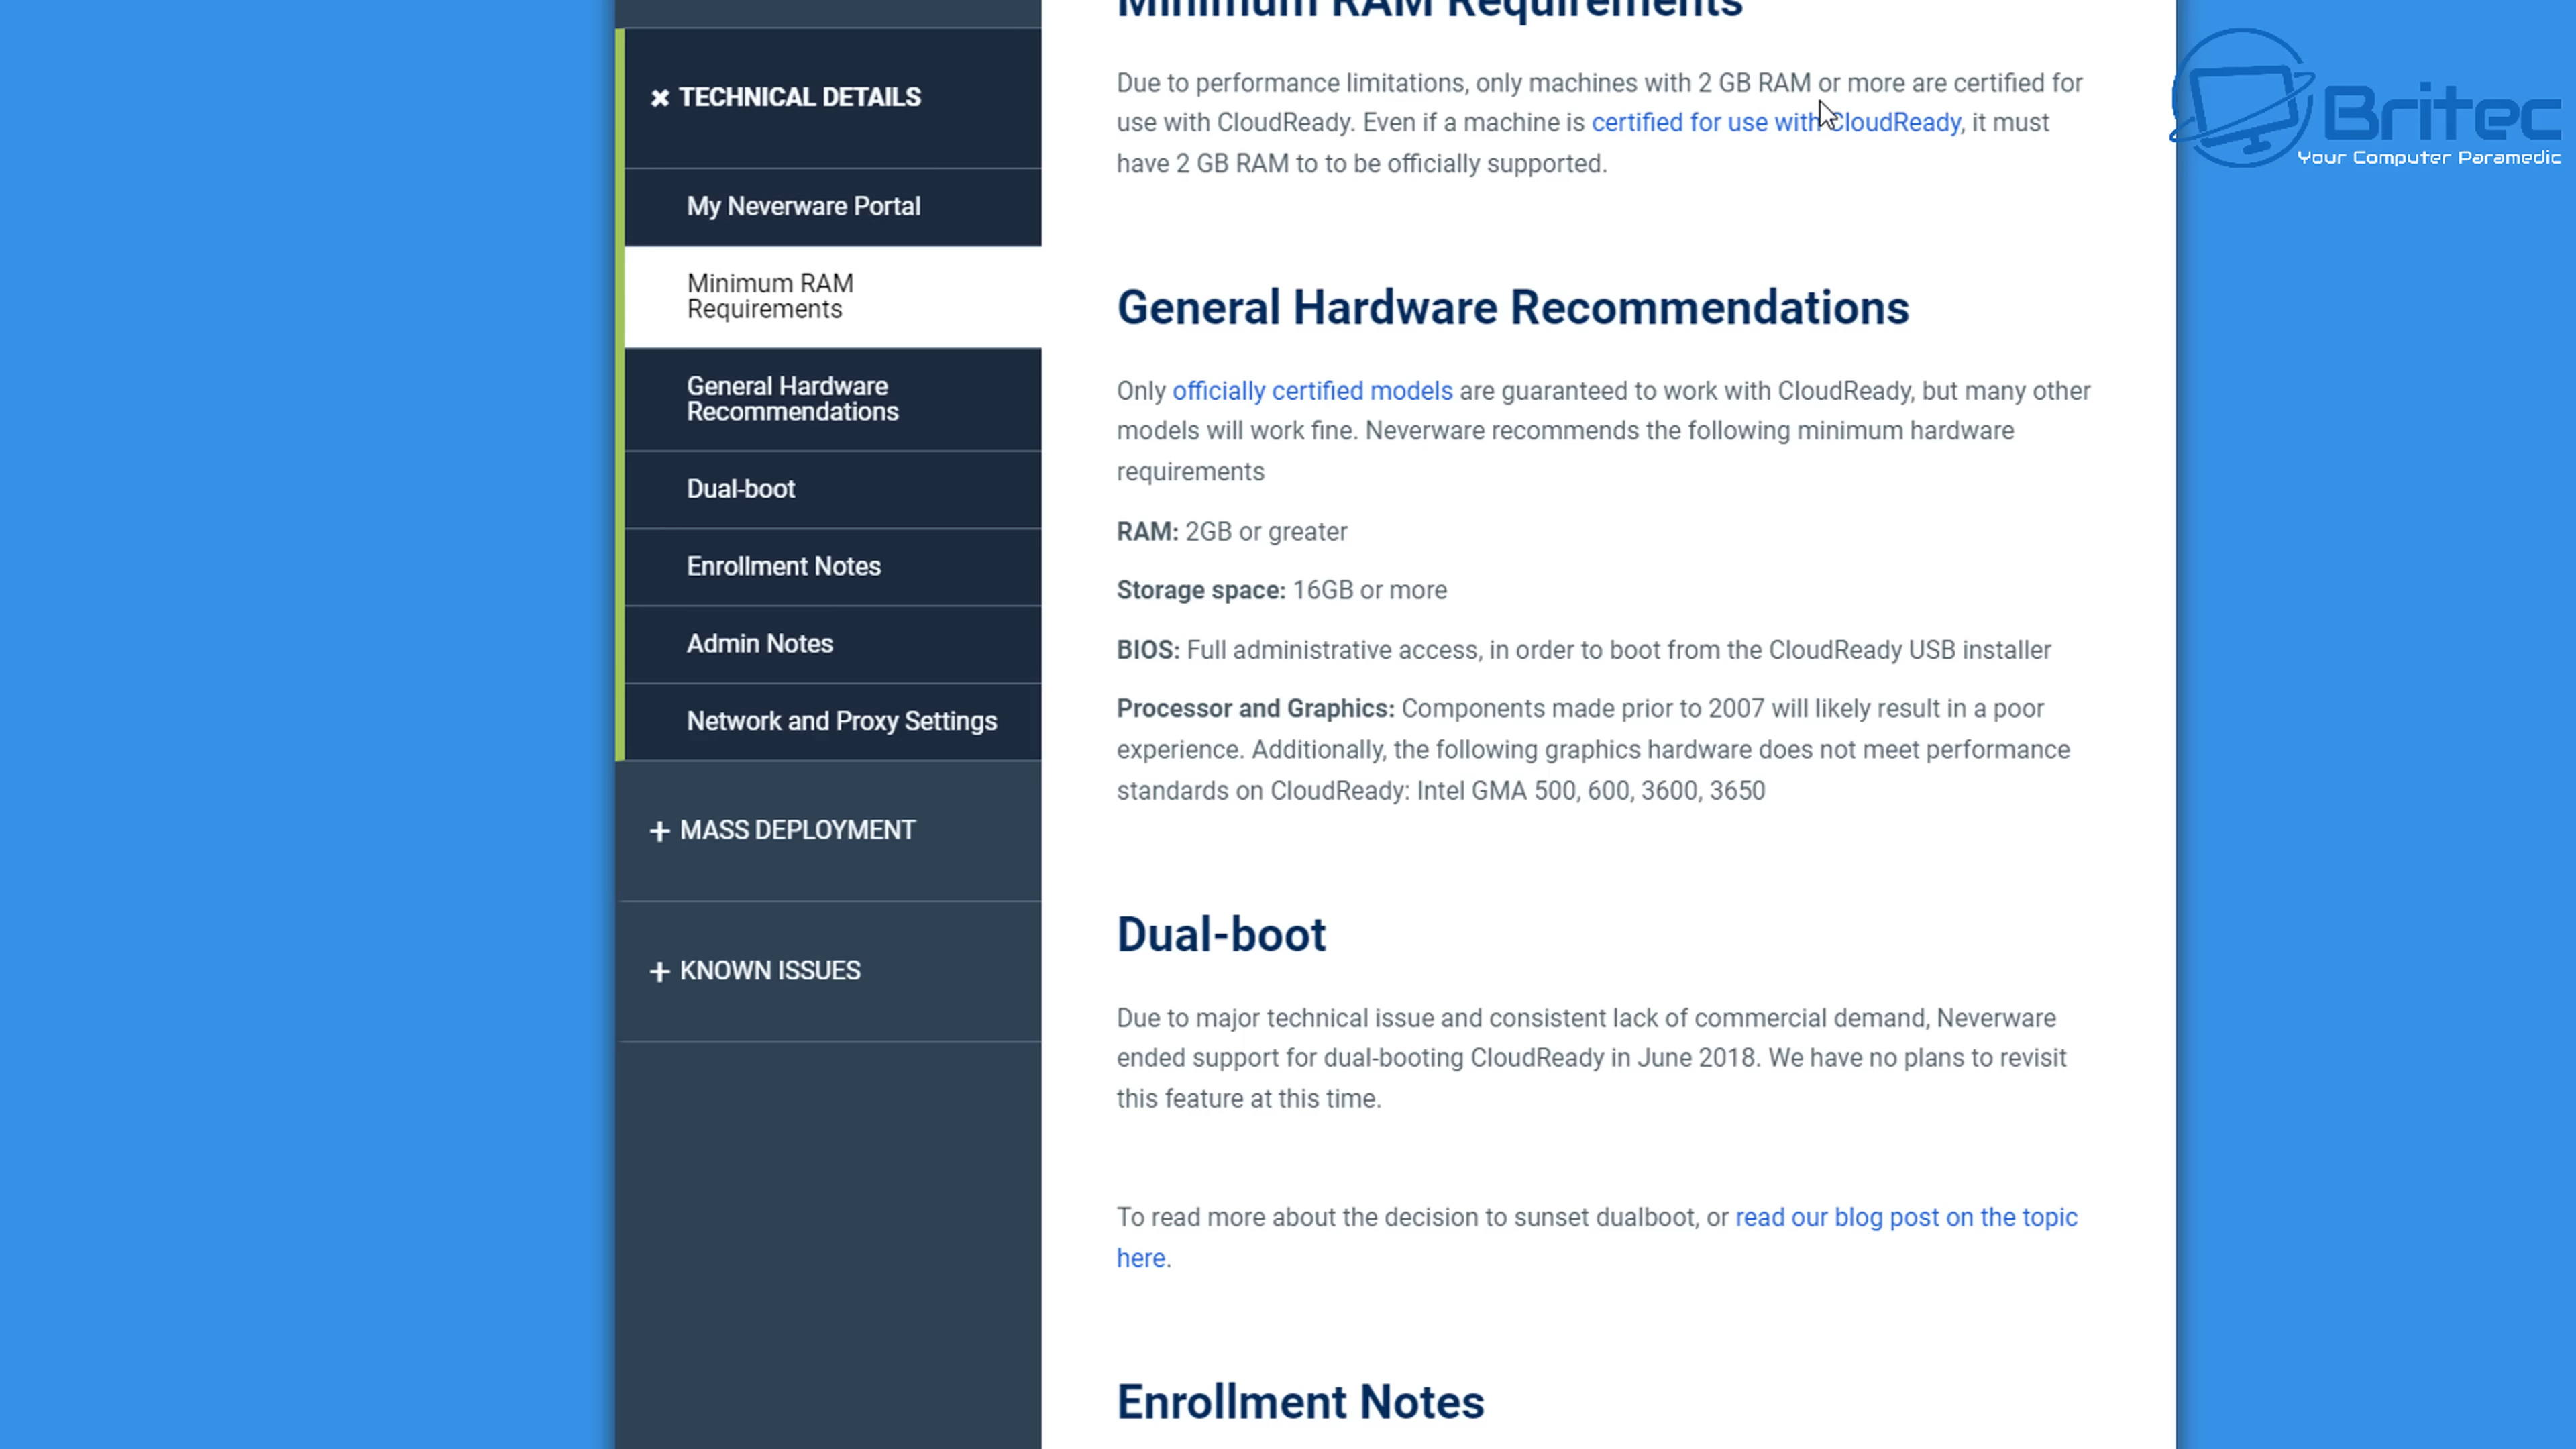 TECHNICAL DETAILS
My Neverware Portal
Minimum RAM
Requirements
General Hardware
Recommendations
Dual-boot
Enrollment Notes
Admin Notes
Network and Proxy Settings
+ MASS DEPLOYMENT
+ KNOWN ISSUES
Minimum RAM Requirements
Due to performance limitations, only machines with 2 GB RAM or more are certified for
use with CloudReady. Even if a machine is certified for use with CloudReady, it must
have 2 GB RAM to to be officially supported.
General Hardware Recommendations
Only officially certified models are guaranteed to work with CloudReady, but many other
models will work fine. Neverware recommends the following minimum hardware
requirements
RAM: 2GB or greater
Storage space: 16GB or more
BIOS: Full administrative access, in order to boot from the CloudReady USB installer
Processor and Graphics: Components made prior to 2007 will likely result in a poor
experience. Additionally, the following graphics hardware does not meet performance
standards on CloudReady: Intel GMA 500, 600, 3600, 3650
Dual-boot
Due to major technical issue and consistent lack of commercial demand, Neverware
ended support for dual-booting CloudReady in June 2018. We have no plans to revisit
this feature at this time.
To read more about the decision to sunset dualboot, or read our blog post on the topic
here.
Enrollment Notes
Britec
Your Computer Paramedic